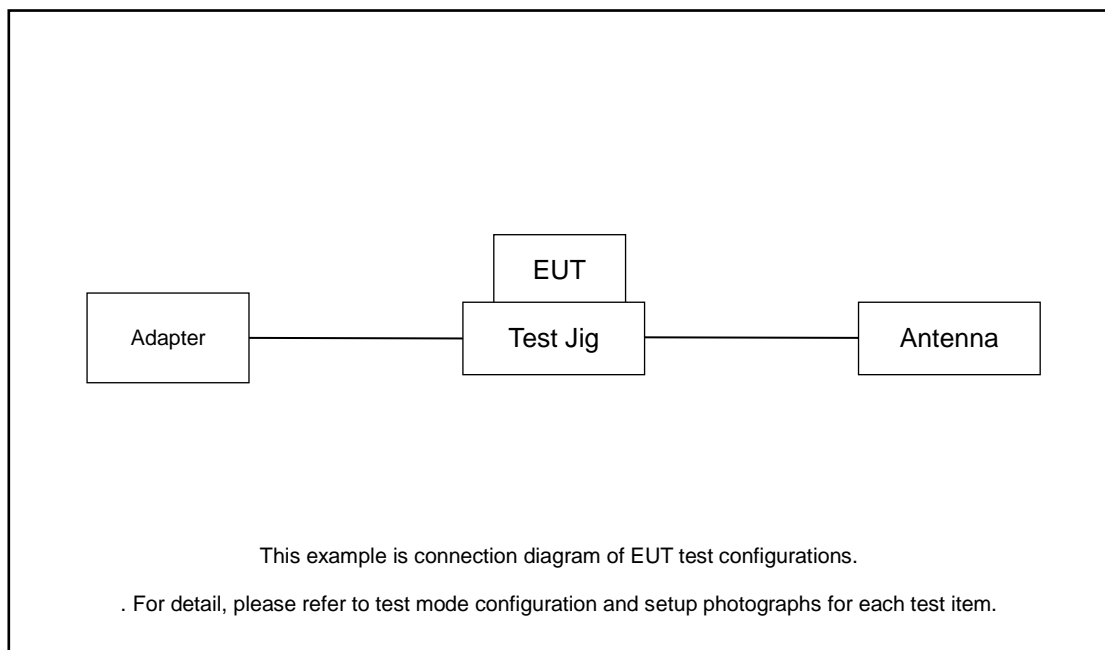 EUT
Adapter
Test Jig
Antenna
This example is connection diagram of EUT test configurations.
. For detail, please refer to test mode configuration and setup photographs for each test item.